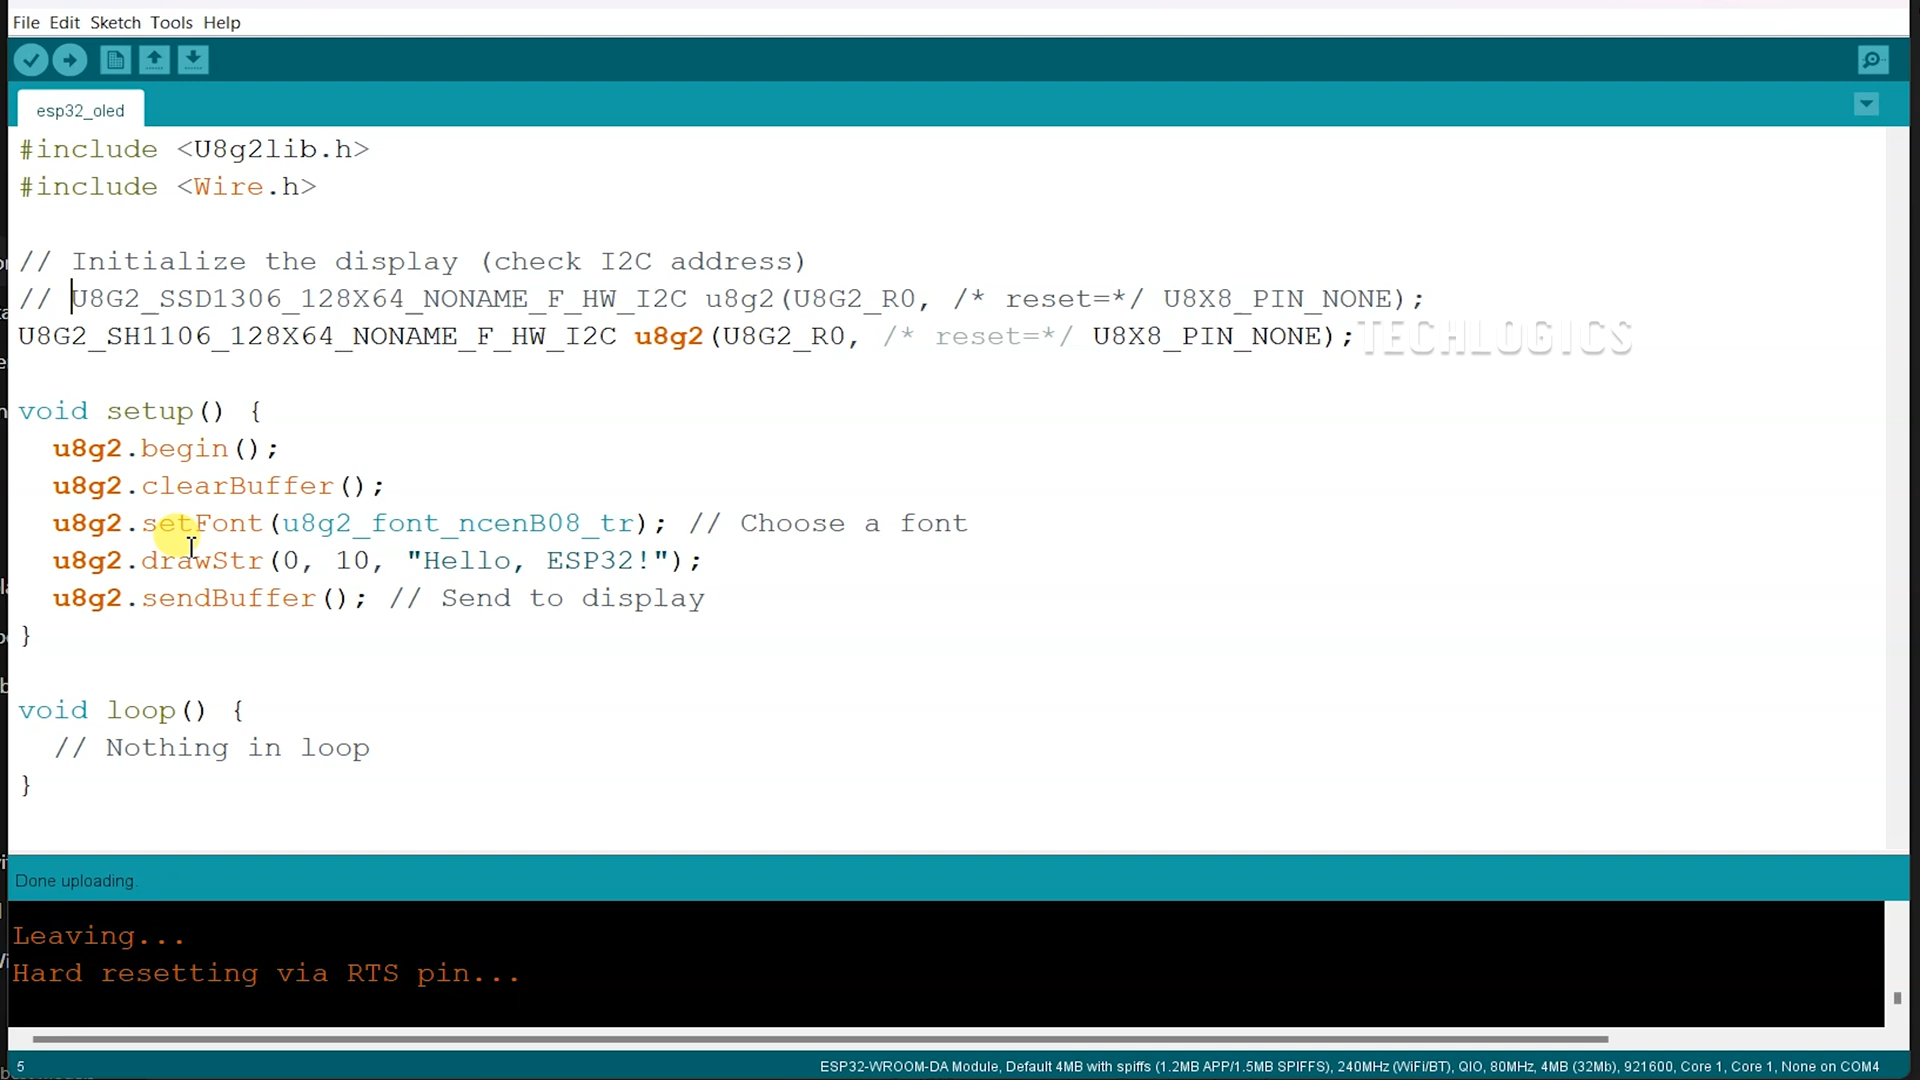 File Edit Sketch Tools Help
esp32_oled
#include <U8g2lib.h>
#include <Wire.h>
// Initialize the display (check I2C address)
// U8G2_SSD1306_128X64_NONAME_F_HW_I2C u8g2(U8G2_R0, /* reset=*/ U8X8_PIN_NONE);
U8G2_SH1106_128X64_NONAME_F_HW_I2C u8g2(U8G2_R0, /* reset=*/ U8X8_PIN_NONE);
TECHLOGICS
void setup() {
  u8g2.begin();
  u8g2.clearBuffer();
  u8g2.setFont(u8g2_font_ncenB08_tr); // Choose a font
  u8g2.drawStr(0, 10, "Hello, ESP32!");
  u8g2.sendBuffer(); // Send to display
}
void loop() {
  // Nothing in loop
}
Done uploading.
Leaving...
Hard resetting via RTS pin...
5
ESP32-WROOM-DA Module, Default 4MB with spiffs (1.2MB APP/1.5MB SPIFFS), 240MHz (WiFi/BT), QIO, 80MHz, 4MB (32Mb), 921600, Core 1, Core 1, None on COM4